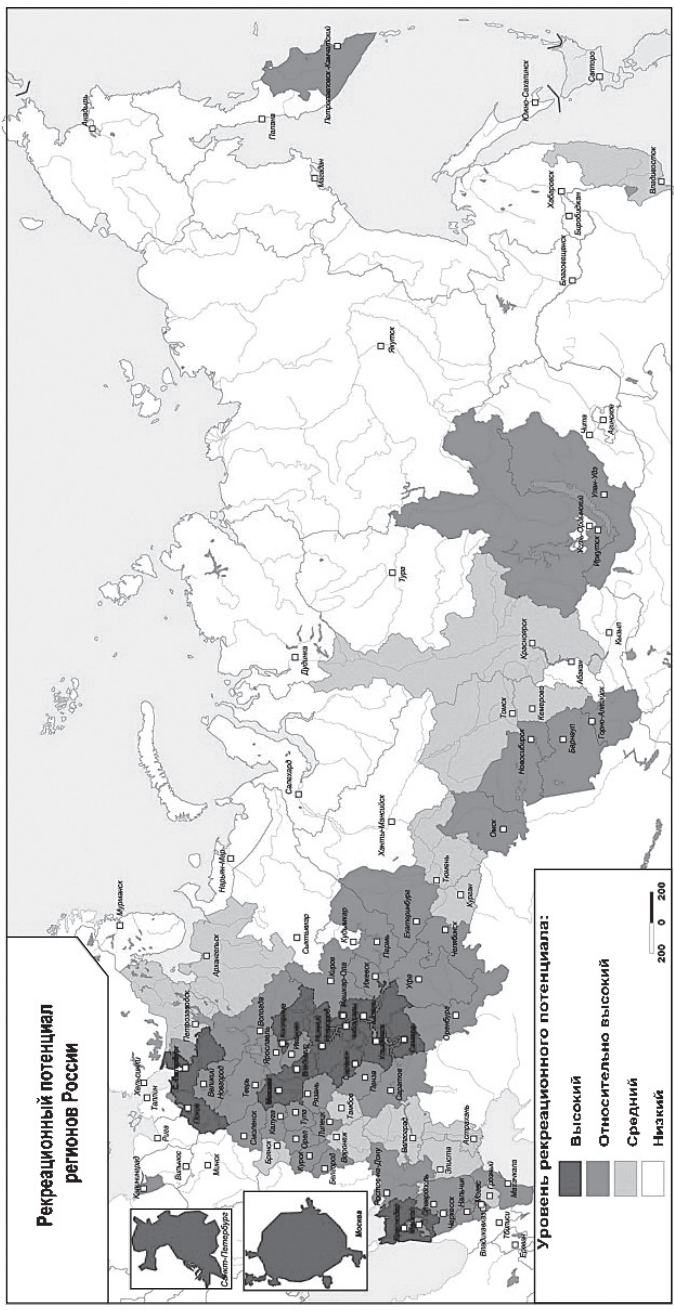 Рекреационный потенциал
регионов России
Санкт-Петербург
Москва
Уровень рекреационного потенциала:
Высокий
Относительно высокий
Средний
Низкий
200 0 200
Мурманск
Хельсинки
Таллин
Рига
Вильнюс
Минск
Калининград
Петрозаводск
Архангельск
Нарьян-Мар
Сыктывкар
Салехард
Дудинка
Тура
Якутск
Анадырь
Палана
Магадан
Петропавловск-Камчатский
Южно-Сахалинск
Саппоро
Хабаровск
Биробиджан
Благовещенск
Владивосток
Чита
Агинское
Улан-Удэ
Усть-Ордынский
Иркутск
Кызыл
Абакан
Красноярск
Томск
Кемерово
Новосибирск
Барнаул
Горно-Алтайск
Омск
Ханты-Мансийск
Тюмень
Курган
Челябинск
Екатеринбург
Пермь
Кудымкар
Ижевск
Уфа
Оренбург
Киров
Йошкар-Ола
Вологда
Ярославль
Великий
Новгород
Тверь
Смоленск
Брянск
Калуга
Тула
Орел
Курск
Белгород
Липецк
Воронеж
Тамбов
Рязань
Пенза
Саратов
Волгоград
Астрахань
Элиста
Ростов-на-Дону
Ставрополь
Черкесск
Нальчик
Владикавказ
Грозный
Махачкала
Тбилиси
Ереван